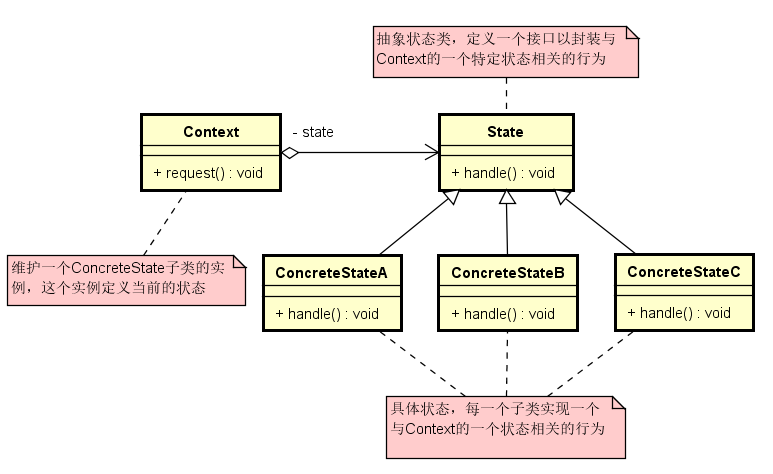 抽象状态类，定义一个接口以封装与
Context的一个特定状态相关的行为
Context
- state
State
+ request() : void
+ handle() : void
维护一个ConcreteState子类的实
例，这个实例定义当前的状态
ConcreteStateA
ConcreteStateB
ConcreteStateC
+ handle() : void
+ handle() : void
+ handle() : void
具体状态，每一个子类实现一个
与Context的一个状态相关的行为